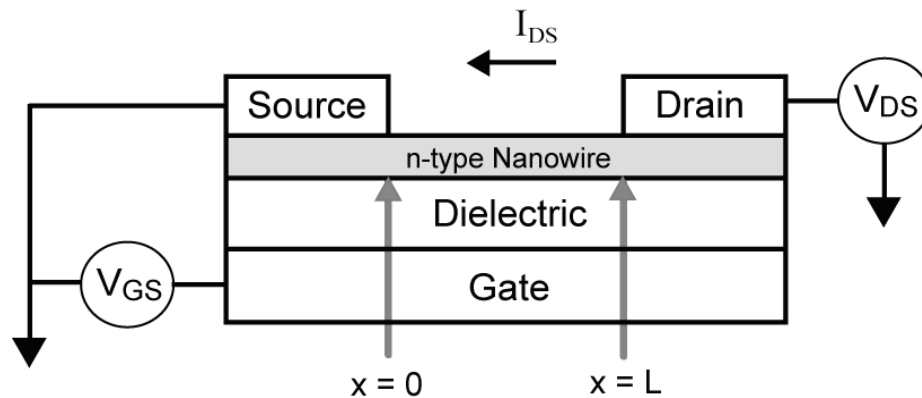 I_DS
Source
Drain
V_DS
n-type Nanowire
Dielectric
V_GS
Gate
x = 0
x = L